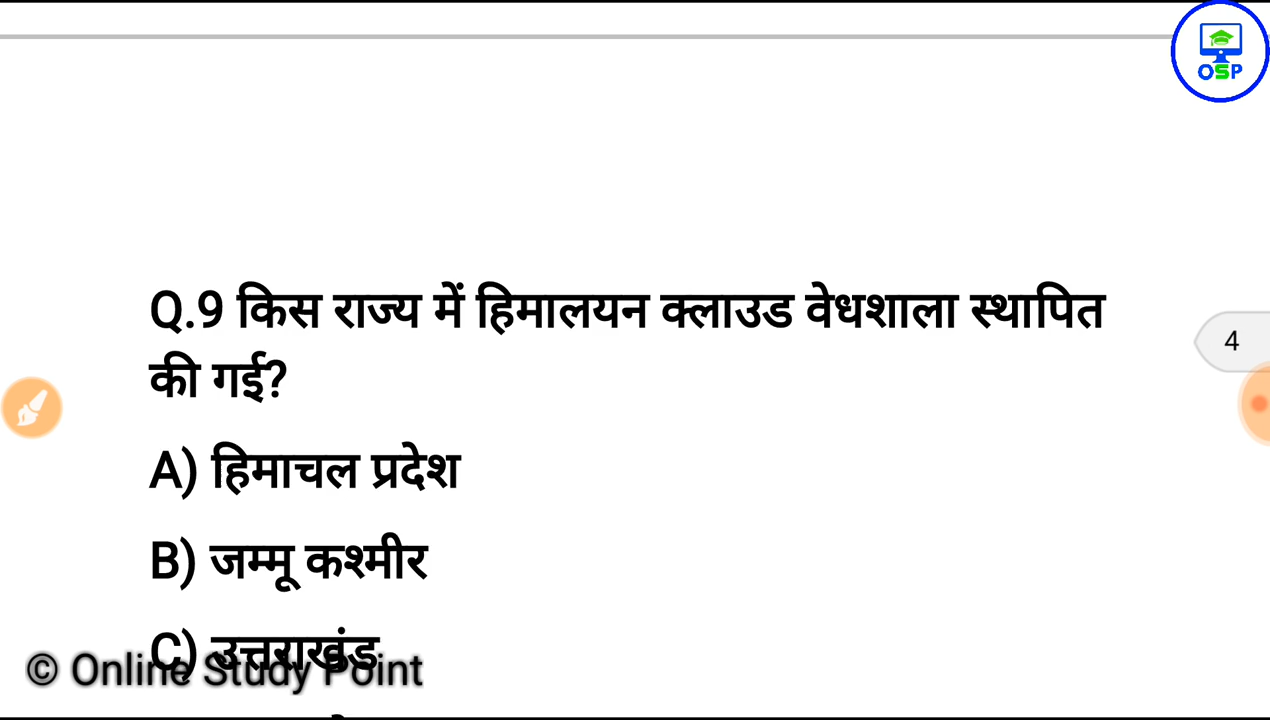 OSP
Q.9 किस राज्य में हिमालयन क्लाउड वेधशाला स्थापित
की गई?
4
A) हिमाचल प्रदेश
B) जम्मू कश्मीर
C) उत्तराखंड
© Online Study Point